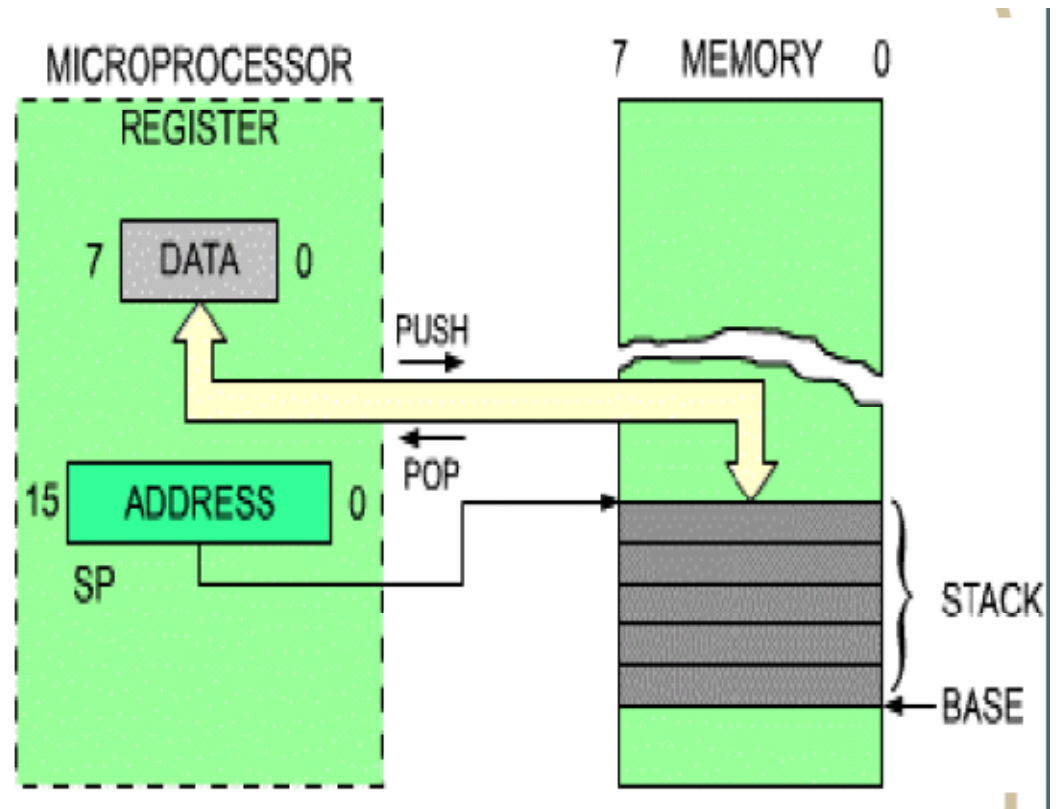 MICROPROCESSOR
REGISTER
7 DATA 0
15 ADDRESS 0
SP
PUSH
POP
7 MEMORY 0
STACK
BASE